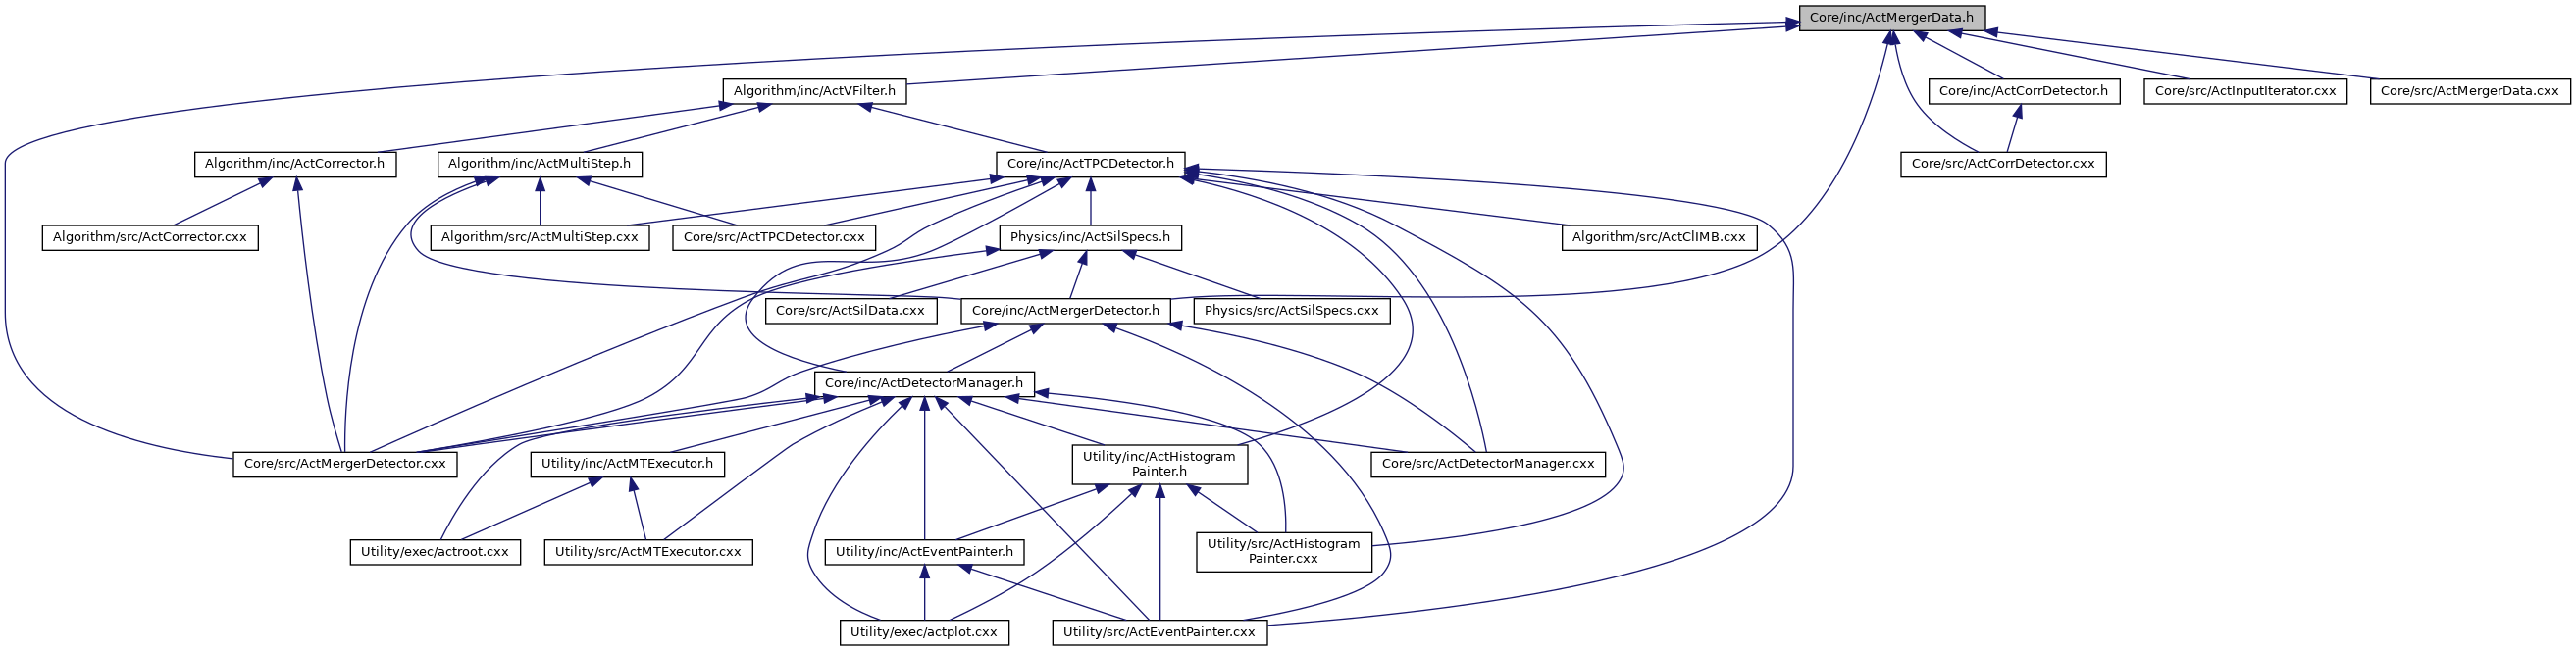 Core/inc/ActMergerData.h
Algorithm/inc/ActVFilter.h
Core/inc/ActCorrDetector.h
Core/src/ActInputIterator.cxx
Core/src/ActMergerData.cxx
Algorithm/inc/ActCorrector.h
Algorithm/inc/ActMultiStep.h
Core/inc/ActTPCDetector.h
Core/src/ActCorrDetector.cxx
Algorithm/src/ActCorrector.cxx
Algorithm/src/ActMultiStep.cxx
Core/src/ActTPCDetector.cxx
Physics/inc/ActSilSpecs.h
Algorithm/src/ActClIMB.cxx
Core/src/ActSilData.cxx
Core/inc/ActMergerDetector.h
Physics/src/ActSilSpecs.cxx
Core/inc/ActDetectorManager.h
Core/src/ActMergerDetector.cxx
Utility/inc/ActMTExecutor.h
Utility/inc/ActHistogram
Painter.h
Core/src/ActDetectorManager.cxx
Utility/exec/actroot.cxx
Utility/src/ActMTExecutor.cxx
Utility/inc/ActEventPainter.h
Utility/src/ActHistogram
Painter.cxx
Utility/exec/actplot.cxx
Utility/src/ActEventPainter.cxx